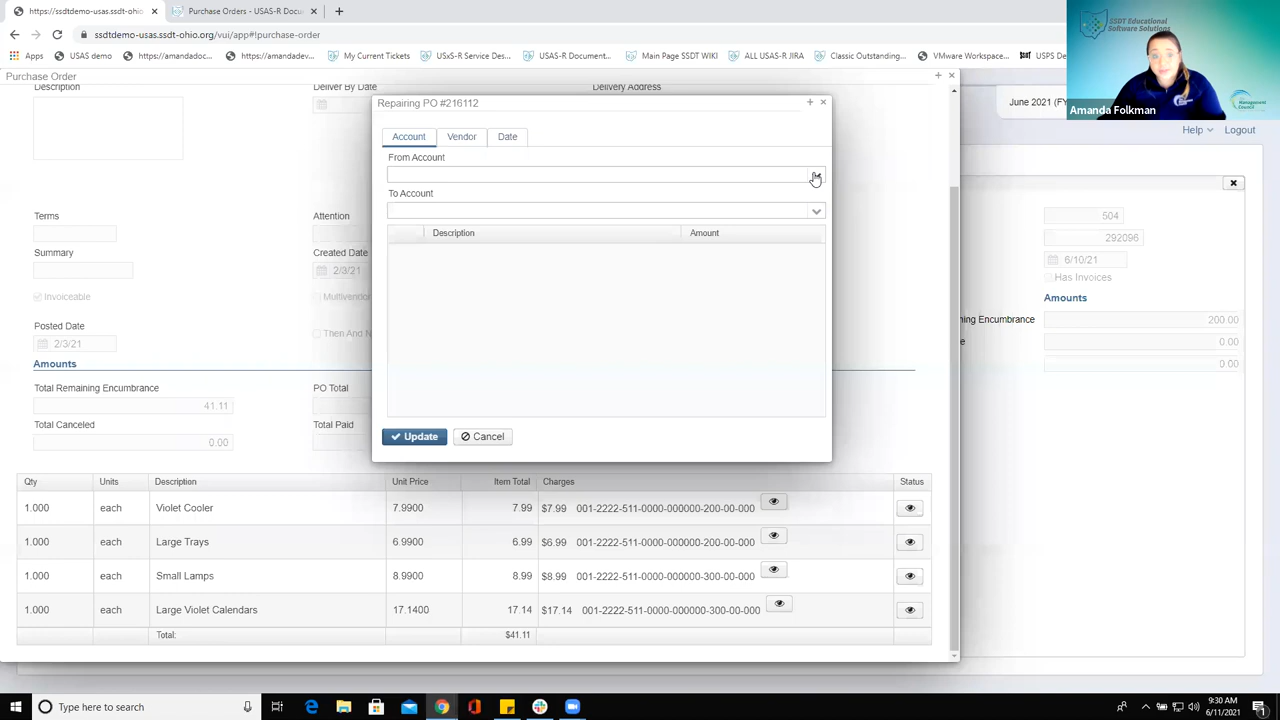 https://ssdtdemo-usas.ssdt-ohio.org
Purchase Orders - USAS-R Docu
ssdtdemo-usas.ssdt-ohio.org/vui/app#!purchase-order
Apps
USAS demo
https://amandadoc...
https://amandadev...
My Current Tickets
USAS-R Service Des...
USAS-R Document...
Main Page SSDT WIKI
ALL USAS-R JIRA
Classic Outstanding...
VMware Workspace...
USPS De
SSDT Educational
Software Solutions
Management
Council
Amanda Folkman
June 2021 (FY
Help
Logout
Purchase Order
Description
Deliver By Date
Delivery Address
Terms
Attention
Summary
Created Date
2/3/21
Invoiceable
Multivendor
Posted Date
Then And N
2/3/21
Amounts
Total Remaining Encumbrance
PO Total
41.11
Total Canceled
Total Paid
0.00
Repairing PO #216112
Account
Vendor
Date
From Account
To Account
Description
Amount
Update
Cancel
504
292096
6/10/21
Has Invoices
Amounts
ning Encumbrance
200.00
e
0.00
0.00
Qty
Units
Description
Unit Price
Item Total
Charges
Status
1.000
each
Violet Cooler
7.9900
7.99
$7.99
001-2222-511-0000-000000-200-00-000
1.000
each
Large Trays
6.9900
6.99
$6.99
001-2222-511-0000-000000-200-00-000
1.000
each
Small Lamps
8.9900
8.99
$8.99
001-2222-511-0000-000000-300-00-000
1.000
each
Large Violet Calendars
17.1400
17.14
$17.14
001-2222-511-0000-000000-300-00-000
Total:
$41.11
Type here to search
9:30 AM
6/11/2021
1